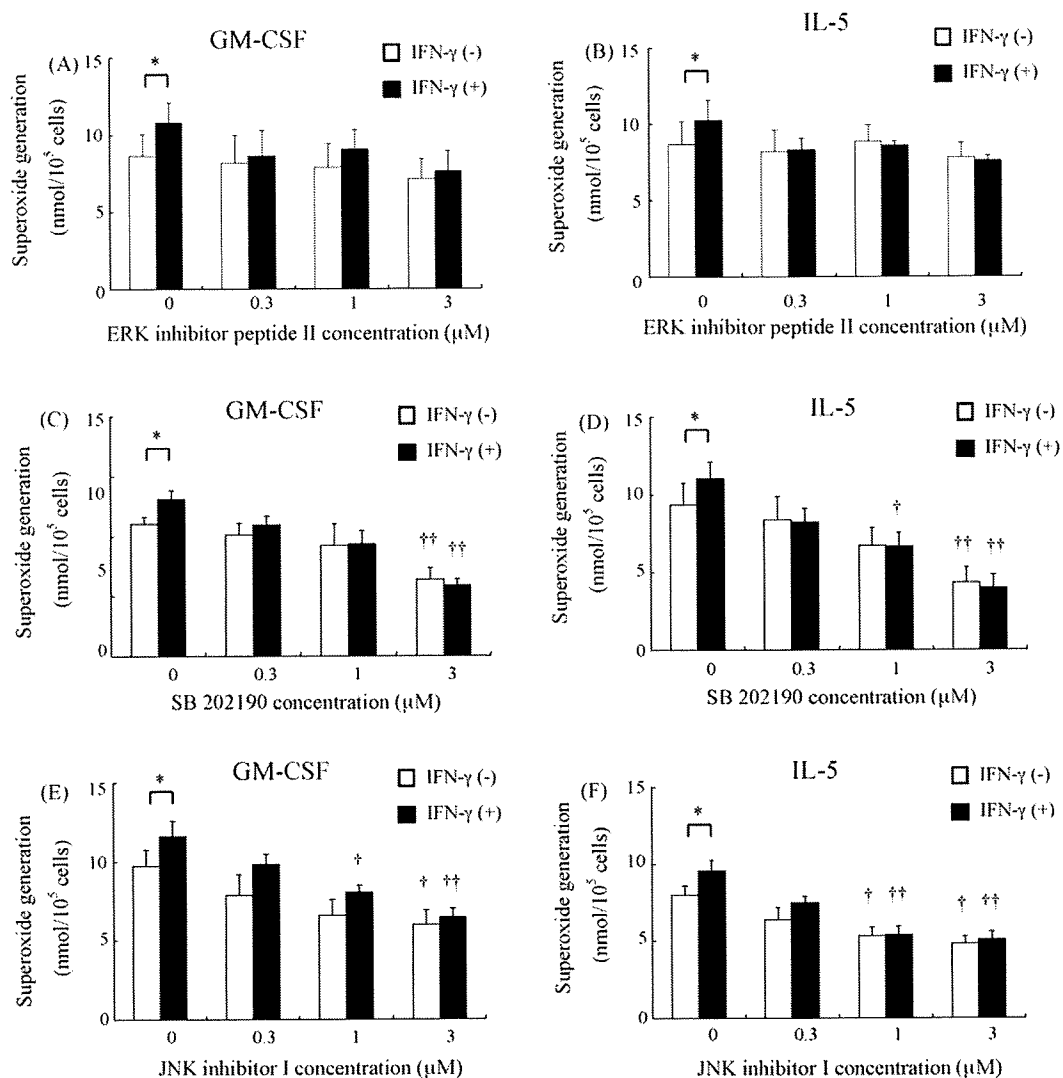 (A)
GM-CSF
IFN-γ (-)
IFN-γ (+)
*
Superoxide generation
(nmol/10⁵ cells)
15
10
5
0
0 0.3 1 3
ERK inhibitor peptide II concentration (µM)
(B)
IL-5
IFN-γ (-)
IFN-γ (+)
*
Superoxide generation
(nmol/10⁵ cells)
15
10
5
0
0 0.3 1 3
ERK inhibitor peptide II concentration (µM)
(C)
GM-CSF
IFN-γ (-)
IFN-γ (+)
*
†† ††
Superoxide generation
(nmol/10⁵ cells)
15
10
5
0
0 0.3 1 3
SB 202190 concentration (µM)
(D)
IL-5
IFN-γ (-)
IFN-γ (+)
*
†
†† ††
Superoxide generation
(nmol/10⁵ cells)
15
10
5
0
0 0.3 1 3
SB 202190 concentration (µM)
(E)
GM-CSF
IFN-γ (-)
IFN-γ (+)
*
†
† ††
Superoxide generation
(nmol/10⁵ cells)
15
10
5
0
0 0.3 1 3
JNK inhibitor I concentration (µM)
(F)
IL-5
IFN-γ (-)
IFN-γ (+)
*
† †† † ††
Superoxide generation
(nmol/10⁵ cells)
15
10
5
0
0 0.3 1 3
JNK inhibitor I concentration (µM)